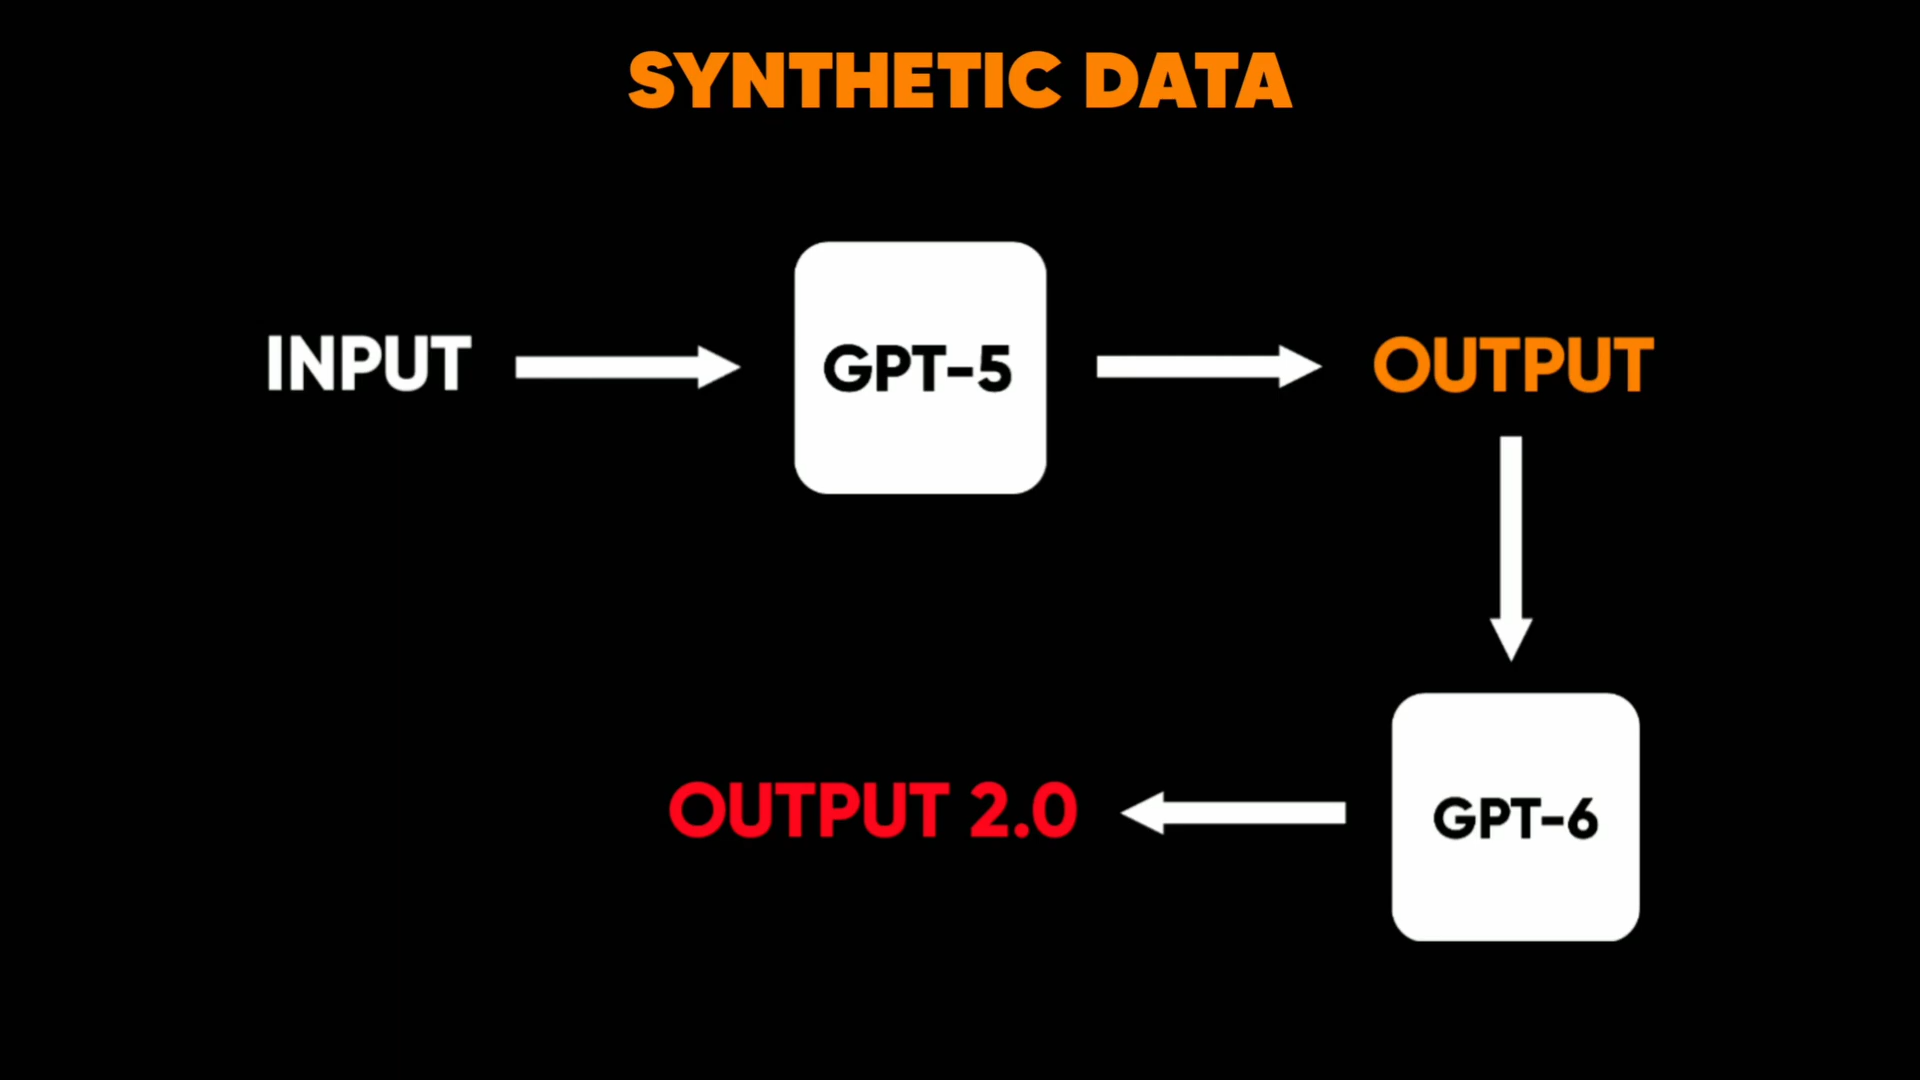 SYNTHETIC DATA
INPUT
GPT-5
OUTPUT
GPT-6
OUTPUT 2.0